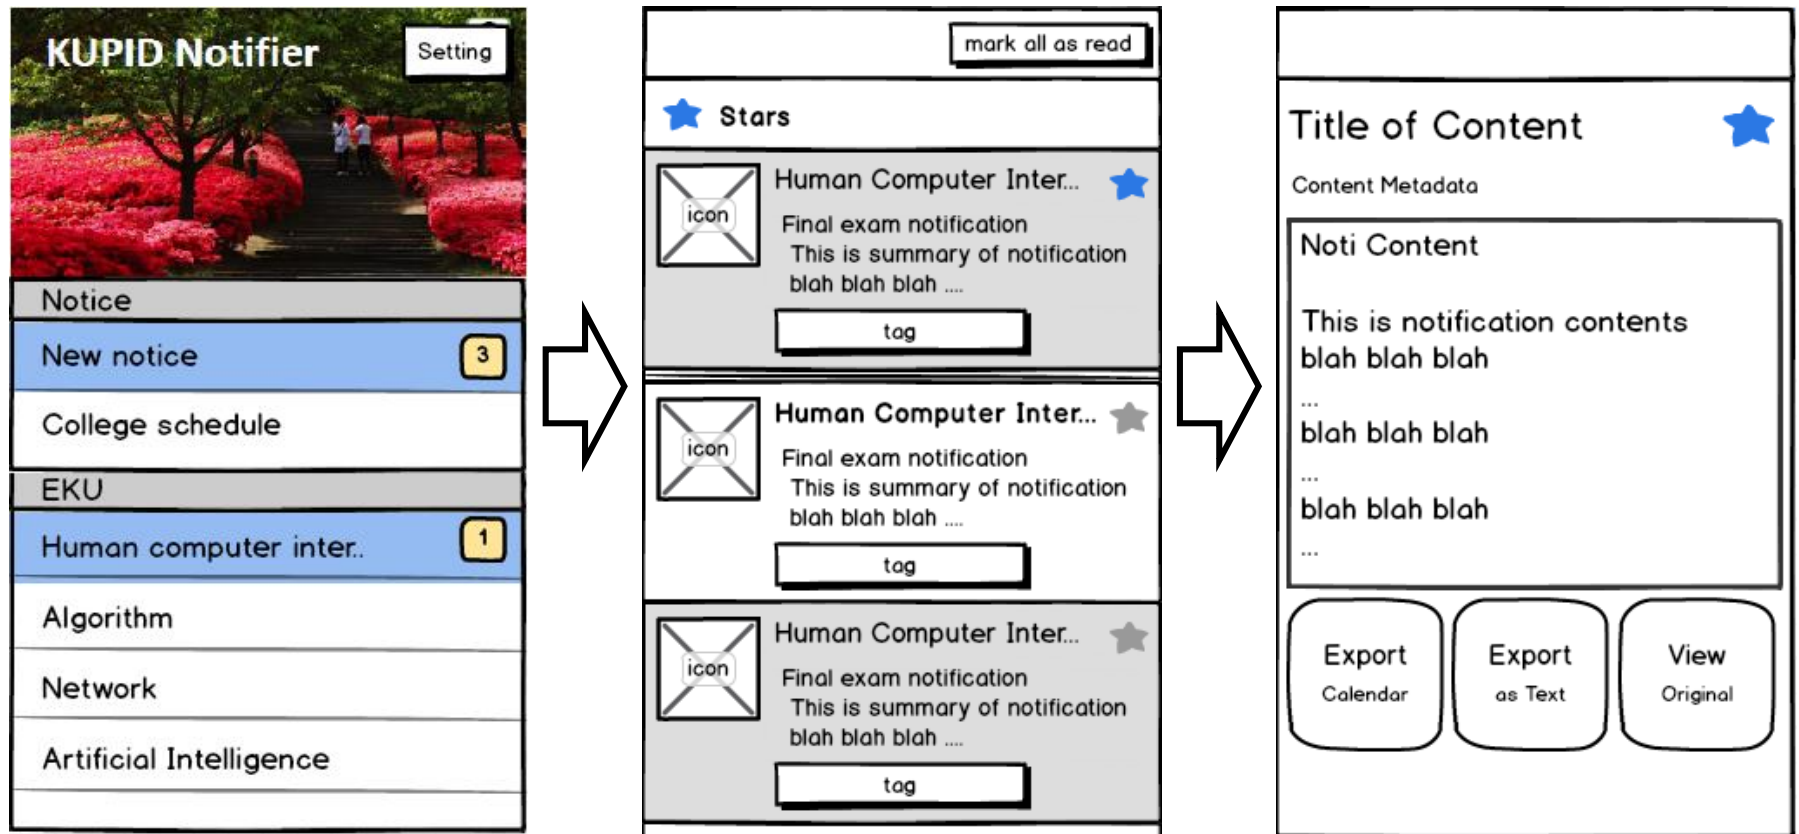 KUPID Notifier
Setting
Notice
New notice
3
College schedule
EKU
Human computer inter..
1
Algorithm
Network
Artificial Intelligence
mark all as read
Stars
Human Computer Inter...
icon
Final exam notification
This is summary of notification
blah blah blah ....
tag
Human Computer Inter...
icon
Final exam notification
This is summary of notification
blah blah blah ....
tag
Human Computer Inter...
icon
Final exam notification
This is summary of notification
blah blah blah ....
tag
Title of Content
Content Metadata
Noti Content
This is notification contents
blah blah blah
...
blah blah blah
...
blah blah blah
...
Export
Calendar
Export
as Text
View
Original